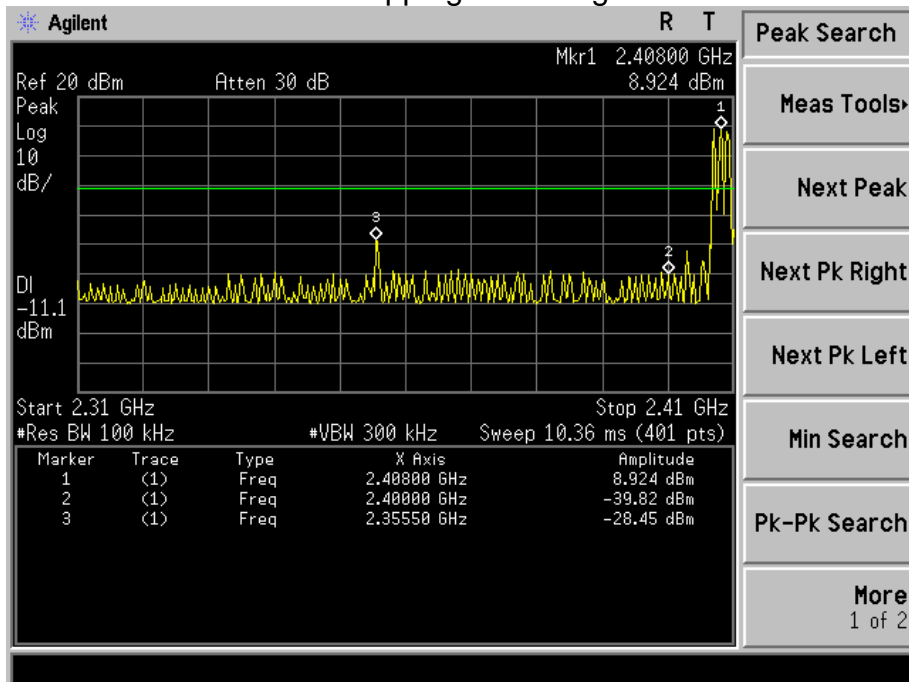 Agilent R T
Mkr1 2.40800 GHz
Ref 20 dBm Atten 30 dB 8.924 dBm
Peak
Log
10
dB/
1
3
2
DI
-11.1
dBm
Start 2.31 GHz Stop 2.41 GHz
#Res BW 100 kHz #VBW 300 kHz Sweep 10.36 ms (401 pts)
Marker Trace Type X Axis Amplitude
1 (1) Freq 2.40800 GHz 8.924 dBm
2 (1) Freq 2.40000 GHz -39.82 dBm
3 (1) Freq 2.35550 GHz -28.45 dBm
Peak Search
Meas Tools
Next Peak
Next Pk Right
Next Pk Left
Min Search
Pk-Pk Search
More
1 of 2